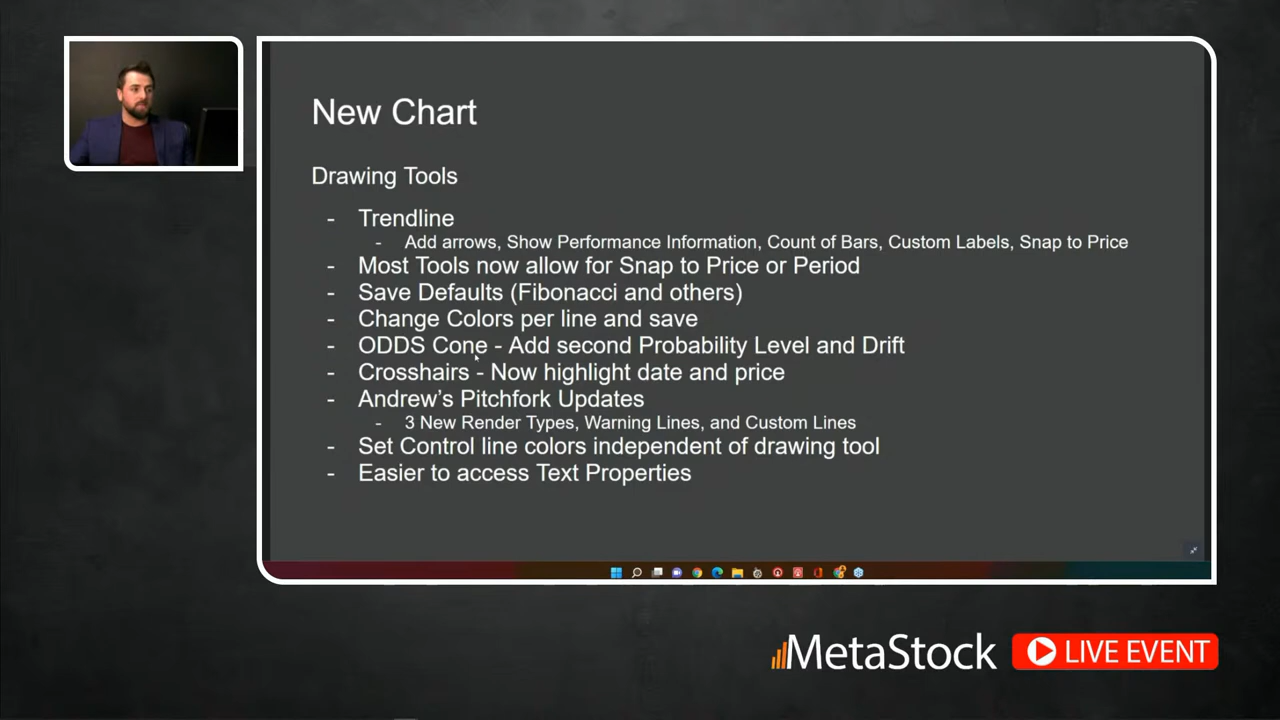 New Chart
Drawing Tools
- Trendline
- Add arrows, Show Performance Information, Count of Bars, Custom Labels, Snap to Price
- Most Tools now allow for Snap to Price or Period
- Save Defaults (Fibonacci and others)
- Change Colors per line and save
- ODDS Cone - Add second Probability Level and Drift
- Crosshairs - Now highlight date and price
- Andrew's Pitchfork Updates
- 3 New Render Types, Warning Lines, and Custom Lines
- Set Control line colors independent of drawing tool
- Easier to access Text Properties
MetaStock LIVE EVENT